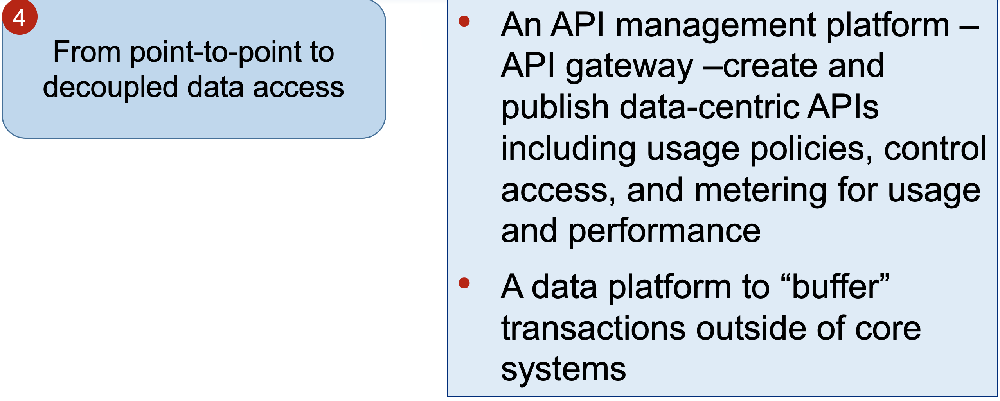 4
From point-to-point to
decoupled data access
• An API management platform –
API gateway –create and
publish data-centric APIs
including usage policies, control
access, and metering for usage
and performance
• A data platform to “buffer”
transactions outside of core
systems